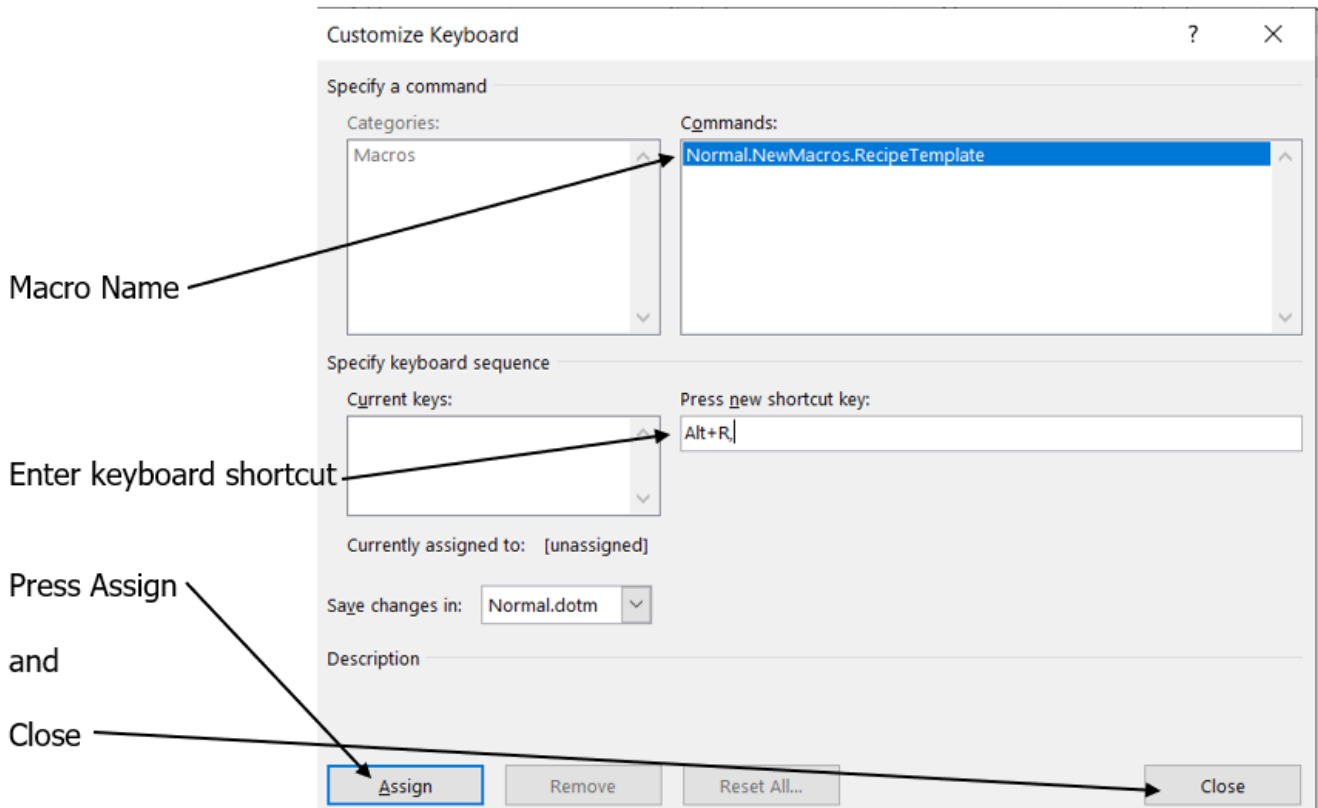 Customize Keyboard ?
Specify a command
Categories: Commands:
Macros Normal.NewMacros.RecipeTemplate
Macro Name
Specify keyboard sequence
Current keys: Press new shortcut key:
Alt+R,
Enter keyboard shortcut
Currently assigned to: [unassigned]
Press Assign
Save changes in: Normal.dotm
and
Description
Close
Assign Remove Reset All... Close